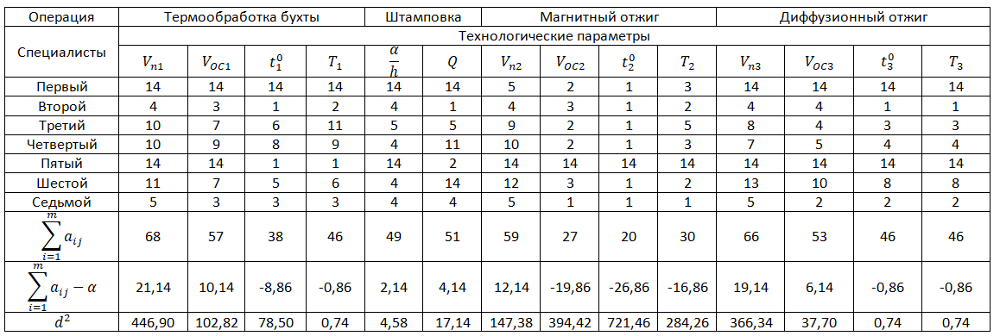 Операция Термообработка бухты Штамповка Магнитный отжиг Диффузионный отжиг
Специалисты Технологические параметры
V_{n1} V_{OC1} t_1^0 T_1 α/h Q V_{n2} V_{OC2} t_2^0 T_2 V_{n3} V_{OC3} t_3^0 T_3
Первый 14 14 14 14 14 14 5 2 1 3 14 14 14 14
Второй 4 3 1 2 4 1 4 3 1 2 4 4 1 1
Третий 10 7 6 11 5 5 9 2 1 5 8 4 3 3
Четвертый 10 9 8 9 4 11 10 2 1 3 7 5 4 4
Пятый 14 14 1 1 14 2 14 14 14 14 14 14 14 14
Шестой 11 7 5 6 4 14 12 3 1 2 13 10 8 8
Седьмой 5 3 3 3 4 4 5 1 1 1 5 2 2 2
∑_{i=1}^{m} a_{ij} 68 57 38 46 49 51 59 27 20 30 66 53 46 46
∑_{i=1}^{m} a_{ij} − α 21,14 10,14 -8,86 -0,86 2,14 4,14 12,14 -19,86 -26,86 -16,86 19,14 6,14 -0,86 -0,86
d² 446,90 102,82 78,50 0,74 4,58 17,14 147,38 394,42 721,46 284,26 366,34 37,70 0,74 0,74